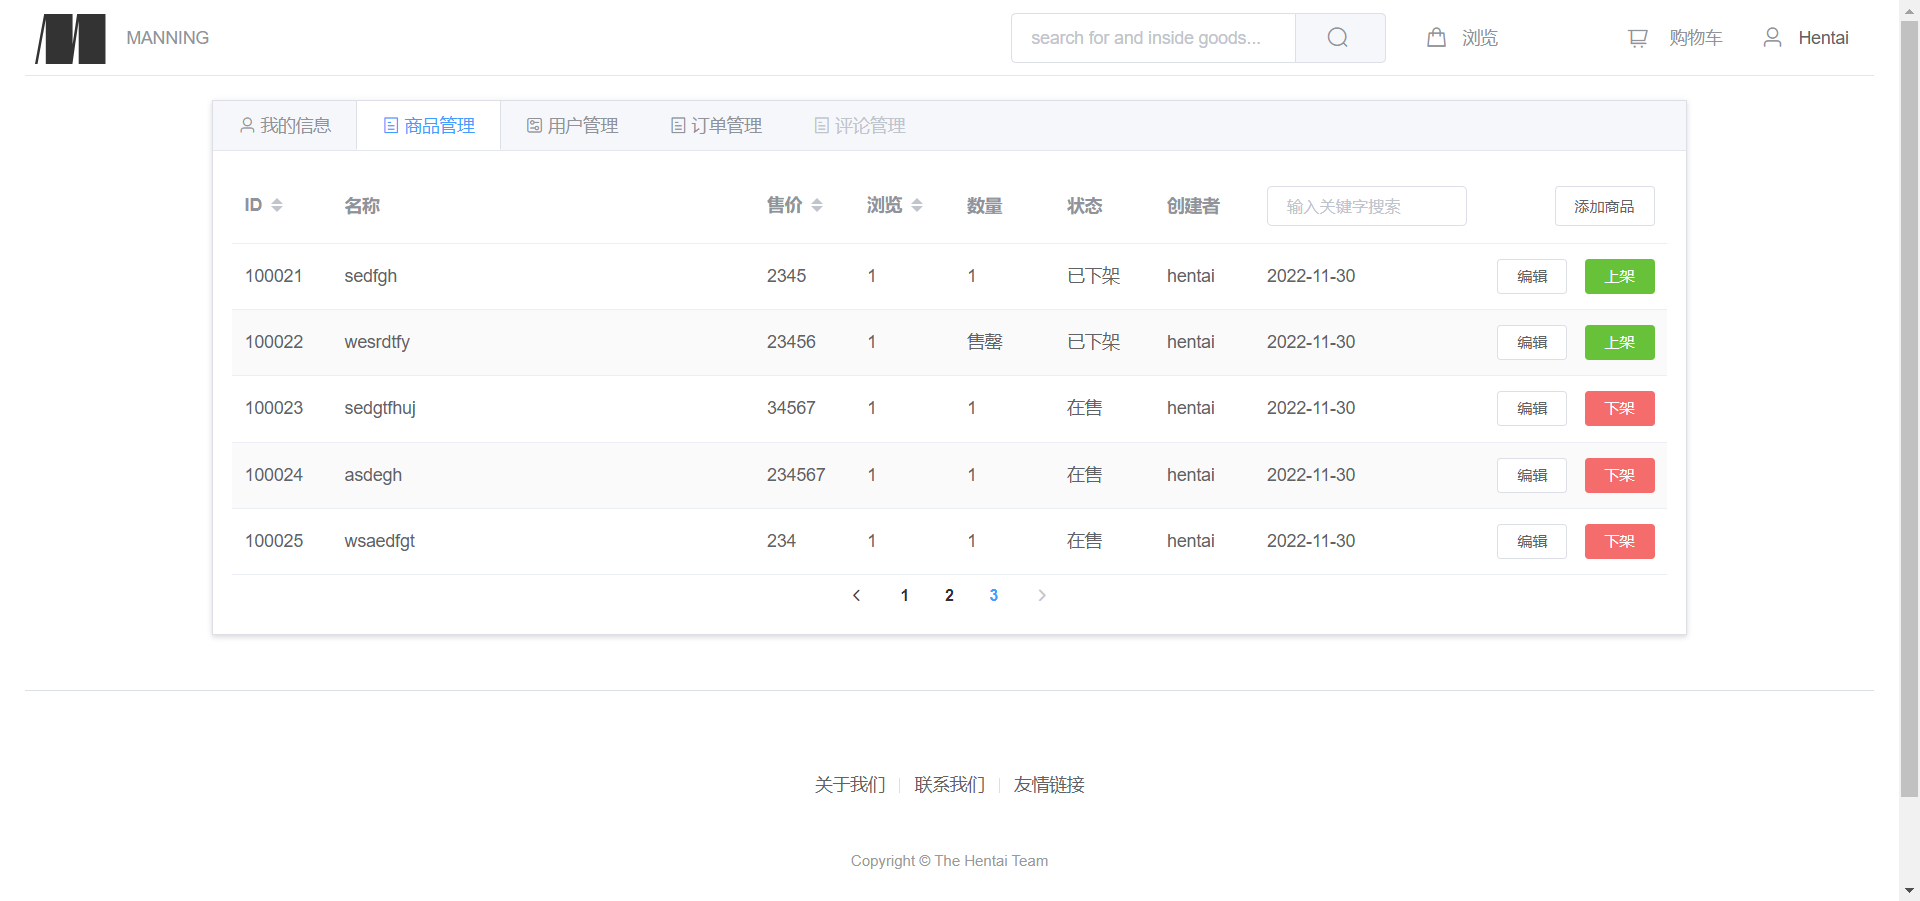 MANNING search for and inside goods... 浏览 购物车 Hentai
我的信息 商品管理 用户管理 订单管理 评论管理
ID 名称 售价 浏览 数量 状态 创建者 输入关键字搜索 添加商品
100021 sedfgh 2345 1 1 已下架 hentai 2022-11-30 编辑 上架
100022 wesrdtfy 23456 1 售罄 已下架 hentai 2022-11-30 编辑 上架
100023 sedgtfhuj 34567 1 1 在售 hentai 2022-11-30 编辑 下架
100024 asdegh 234567 1 1 在售 hentai 2022-11-30 编辑 下架
100025 wsaedfgt 234 1 1 在售 hentai 2022-11-30 编辑 下架
1 2 3
关于我们 联系我们 友情链接
Copyright © The Hentai Team